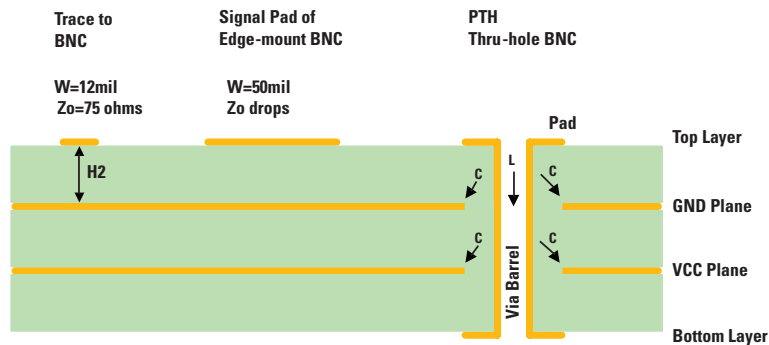 Trace to
BNC
W=12mil
Zo=75 ohms
Signal Pad of
Edge-mount BNC
W=50mil
Zo drops
PTH
Thru-hole BNC
Pad
Top Layer
H2
C
L
C
GND Plane
C
C
VCC Plane
Via Barrel
Bottom Layer